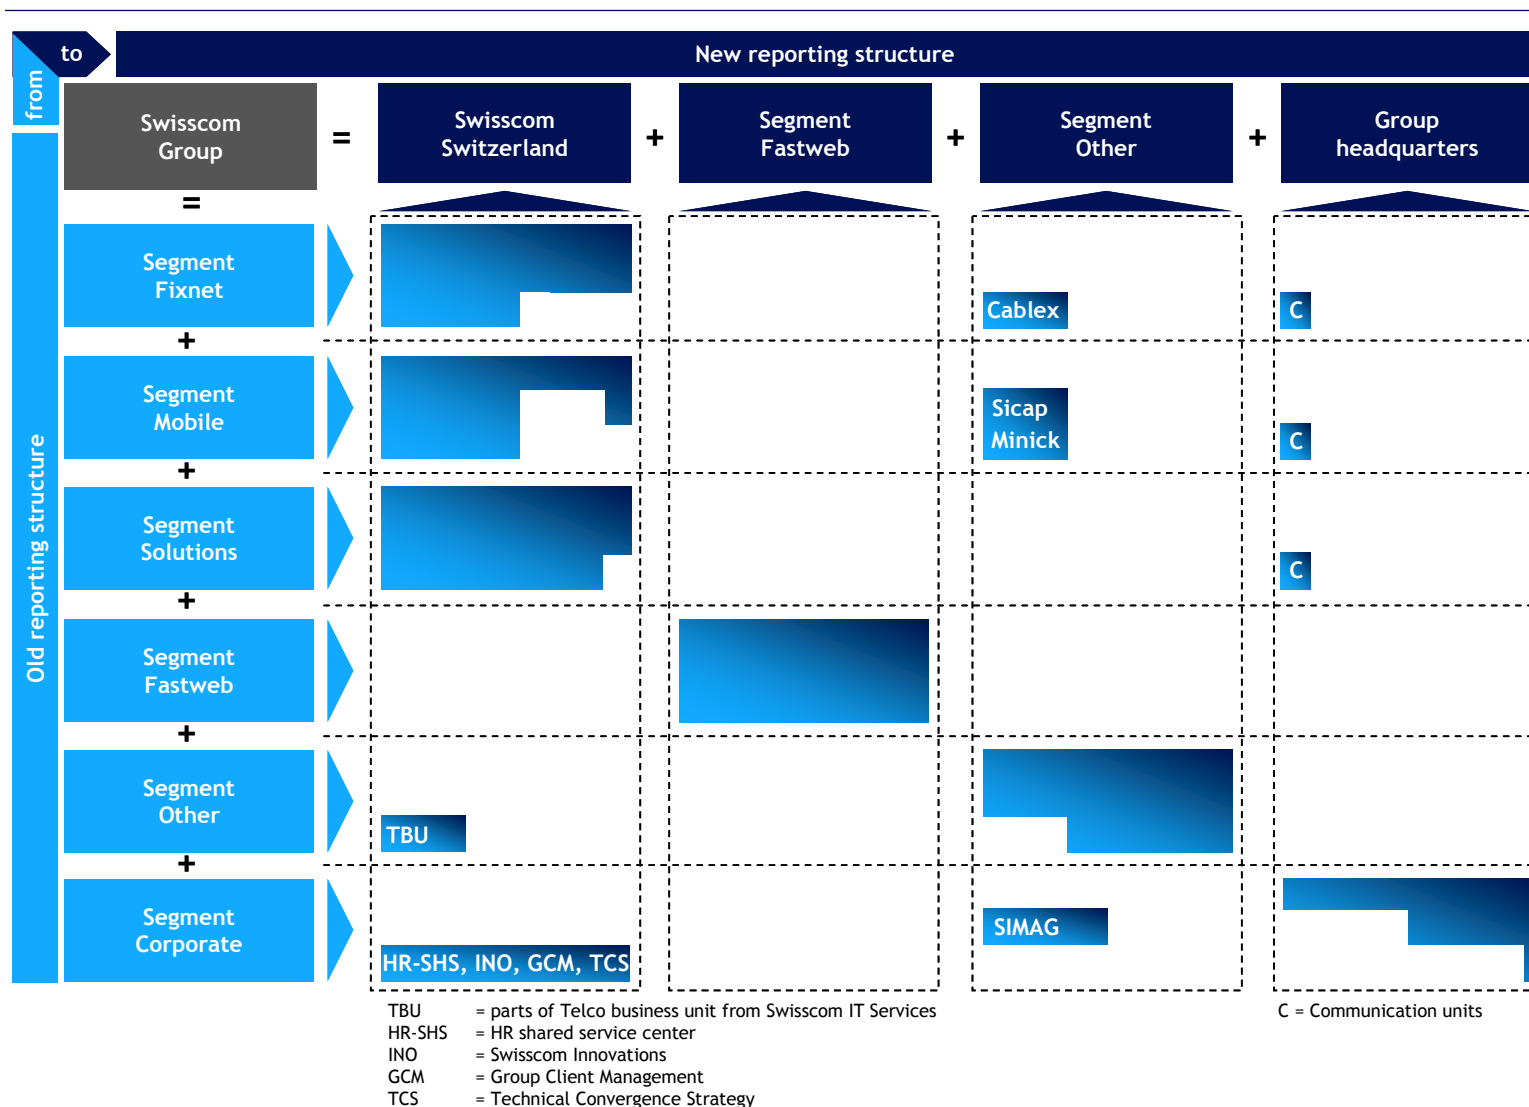 to
New reporting structure
from
Swisscom
Group
=
Swisscom
Switzerland
+
Segment
Fastweb
+
Segment
Other
+
Group
headquarters
=
Old reporting structure
Segment
Fixnet
Cablex
C
+
Segment
Mobile
Sicap
Minick
C
+
Segment
Solutions
C
+
Segment
Fastweb
+
Segment
Other
TBU
+
Segment
Corporate
HR-SHS, INO, GCM, TCS
SIMAG
TBU = parts of Telco business unit from Swisscom IT Services
HR-SHS = HR shared service center
INO = Swisscom Innovations
GCM = Group Client Management
TCS = Technical Convergence Strategy
C = Communication units